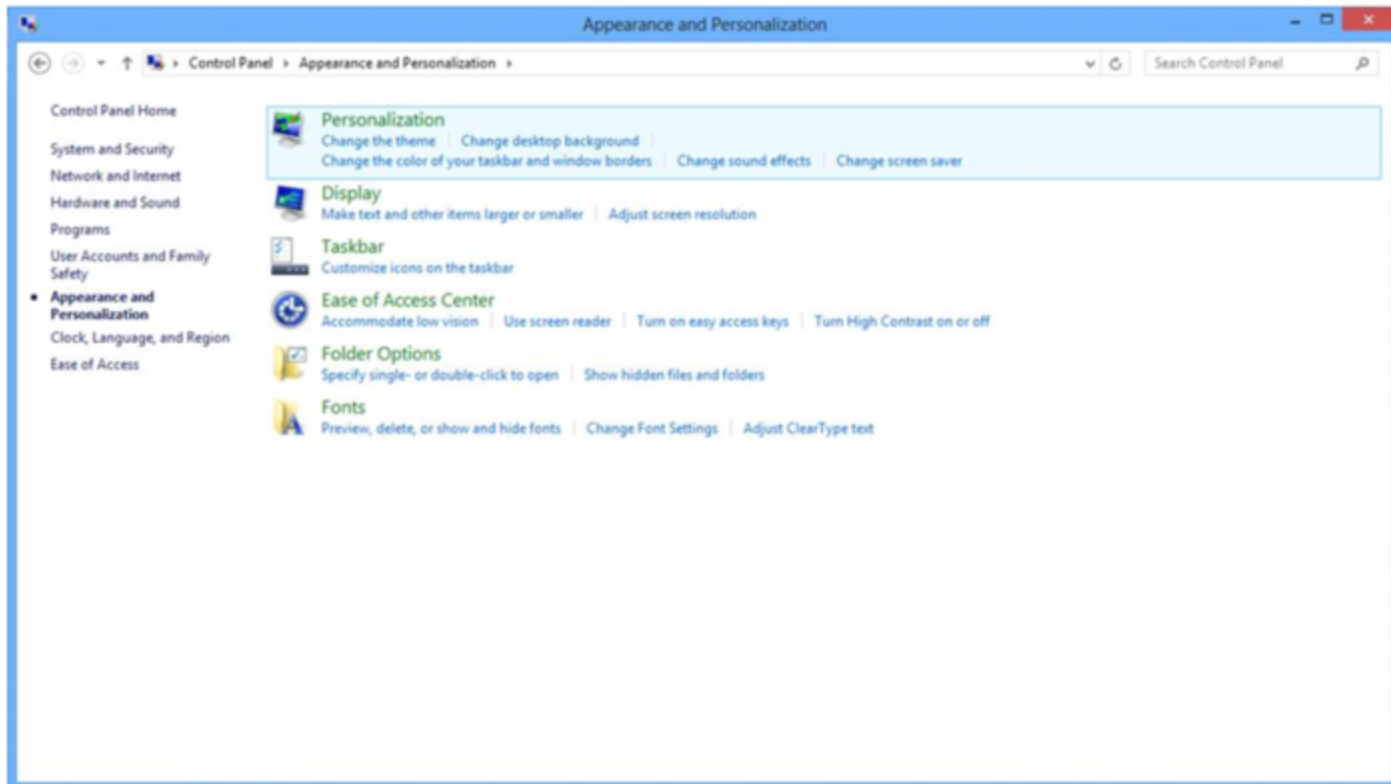 Appearance and Personalization
Control Panel Appearance and Personalization
Search Control Panel
Control Panel Home
System and Security
Network and Internet
Hardware and Sound
Programs
User Accounts and Family
Safety
Appearance and
Personalization
Clock, Language, and Region
Ease of Access
Personalization
Change the theme Change desktop background
Change the color of your taskbar and window borders Change sound effects Change screen saver
Display
Make text and other items larger or smaller Adjust screen resolution
Taskbar
Customize icons on the taskbar
Ease of Access Center
Accommodate low vision Use screen reader Turn on easy access keys Turn High Contrast on or off
Folder Options
Specify single- or double-click to open Show hidden files and folders
Fonts
Preview, delete, or show and hide fonts Change Font Settings Adjust ClearType text